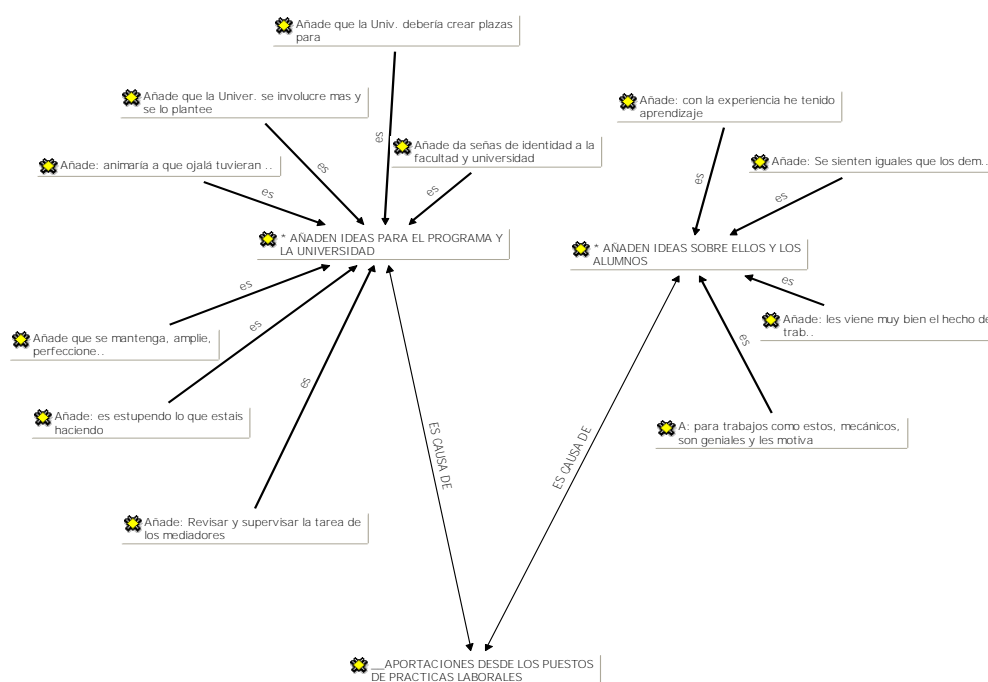 Añade que la Univ. debería crear plazas
para
Añade que la Univer. se involucre mas y
se lo plantee
Añade: con la experiencia he tenido
aprendizaje
es
Añade da señas de identidad a la
facultad y universidad
Añade: animaría a que ojalá tuvieran ..
es
Añade: Se sienten iguales que los dem..
es
es
es
es
* AÑADEN IDEAS PARA EL PROGRAMA Y
LA UNIVERSIDAD
* AÑADEN IDEAS SOBRE ELLOS Y LOS
ALUMNOS
es
es
Añade: les viene muy bien el hecho de
trab..
es
Añade que se mantenga, amplie,
perfeccione..
es
es
Añade: es estupendo lo que estais
haciendo
A: para trabajos como estos, mecánicos,
son geniales y les motiva
ES CAUSA DE
ES CAUSA DE
Añade: Revisar y supervisar la tarea de
los mediadores
__APORTACIONES DESDE LOS PUESTOS
DE PRACTICAS LABORALES